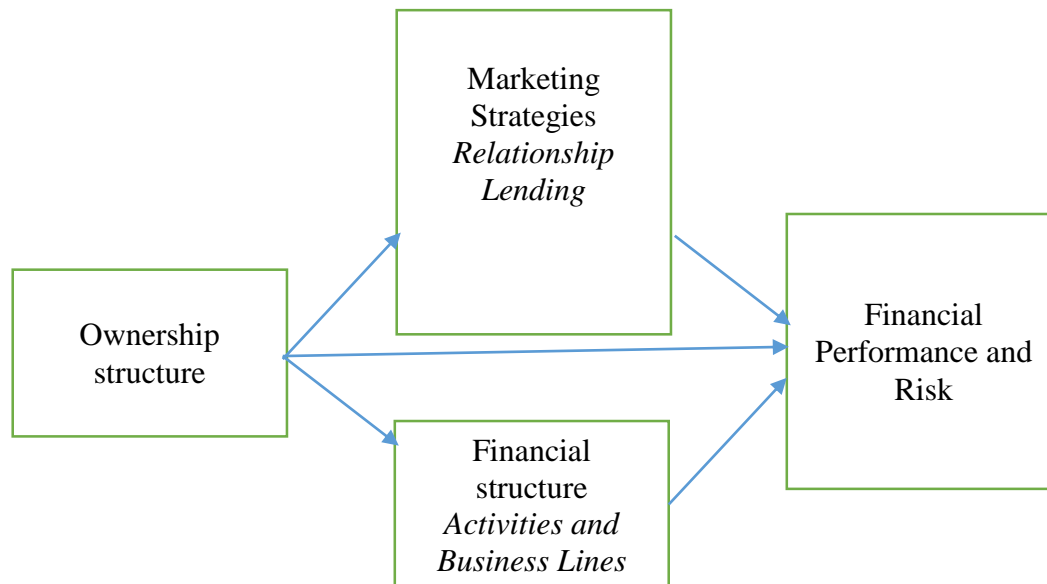 Marketing
Strategies
Relationship
Lending
Ownership
structure
Financial
Performance and
Risk
Financial
structure
Activities and
Business Lines